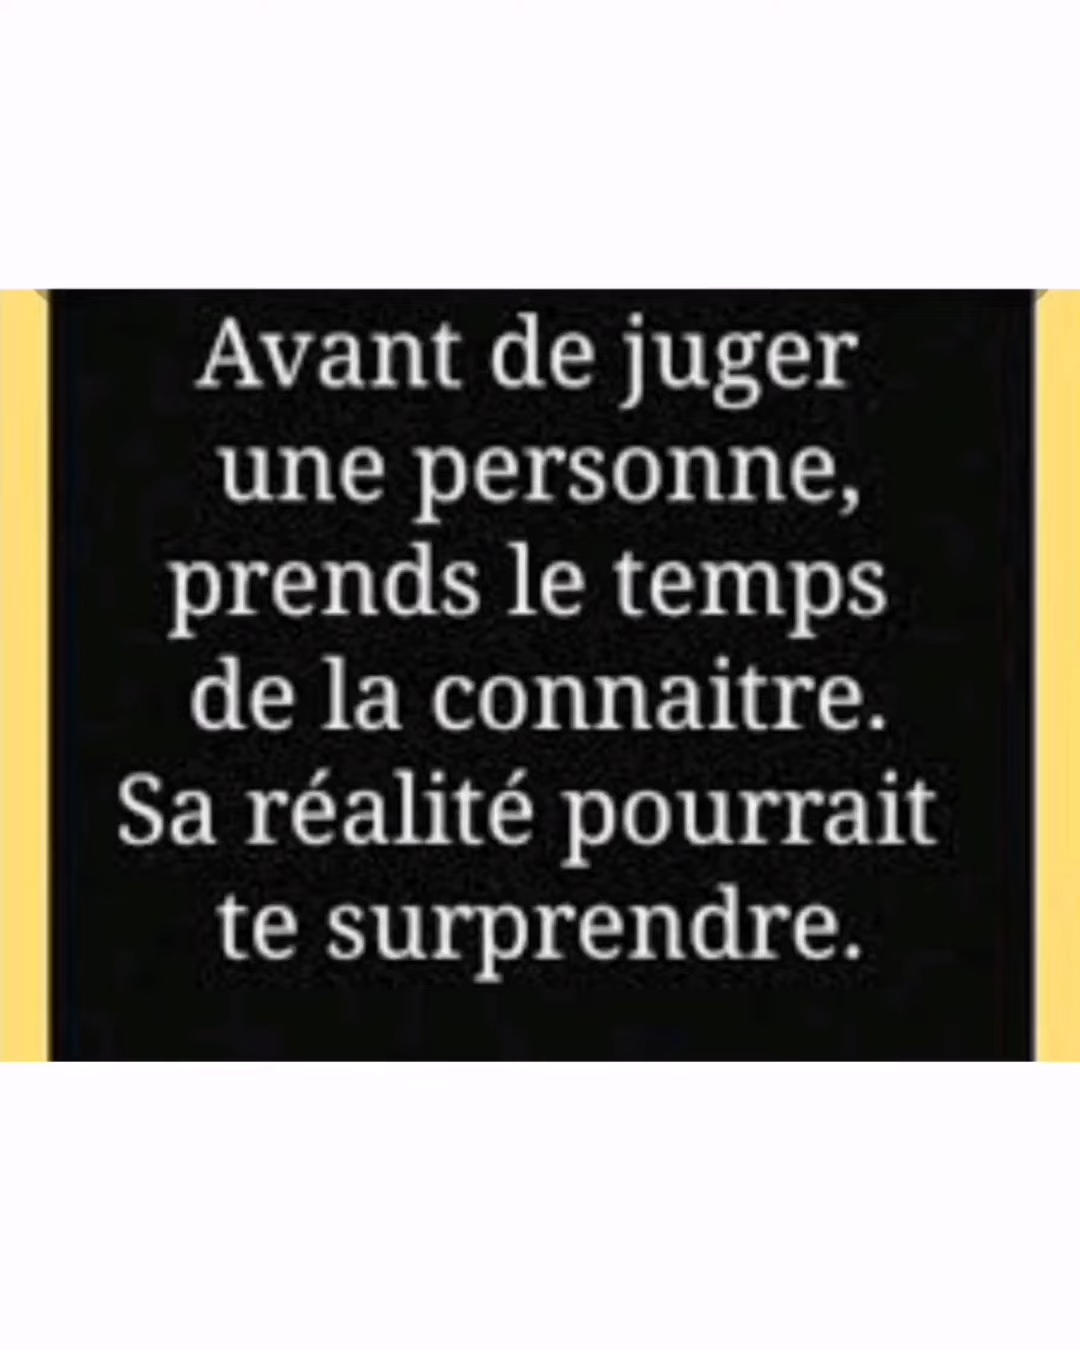 Avant de juger
une personne,
prends le temps
de la connaitre.
Sa réalité pourrait
te surprendre.